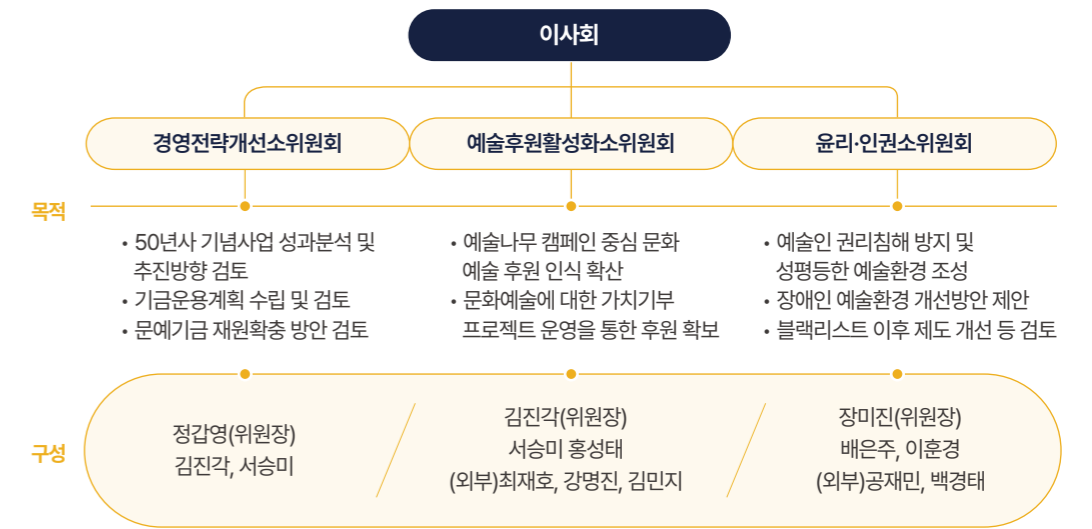 이사회
경영전략개선소위원회
예술후원활성화소위원회
윤리·인권소위원회
목적
• 50년사 기념사업 성과분석 및
추진방향 검토
• 기금운용계획 수립 및 검토
• 문예기금 재원확충 방안 검토
• 예술나무 캠페인 중심 문화
예술 후원 인식 확산
• 문화예술에 대한 가치기부
프로젝트 운영을 통한 후원 확보
• 예술인 권리침해 방지 및
성평등한 예술환경 조성
• 장애인 예술환경 개선방안 제안
• 블랙리스트 이후 제도 개선 등 검토
구성
정갑영(위원장)
김진각, 서승미
김진각(위원장)
서승미 홍성태
(외부)최재호, 강명진, 김민지
장미진(위원장)
배은주, 이훈경
(외부)공재민, 백경태